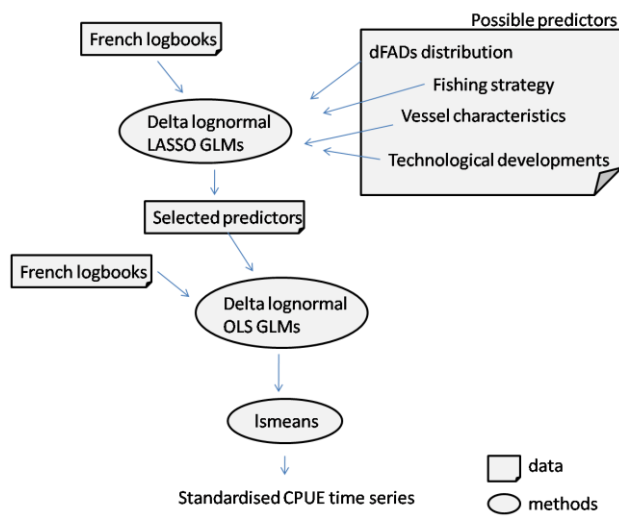 Possible predictors
French logbooks
dFADs distribution
Fishing strategy
Vessel characteristics
Technological developments
Delta lognormal
LASSO GLMs
Selected predictors
French logbooks
Delta lognormal
OLS GLMs
lsmeans
Standardised CPUE time series
data
methods